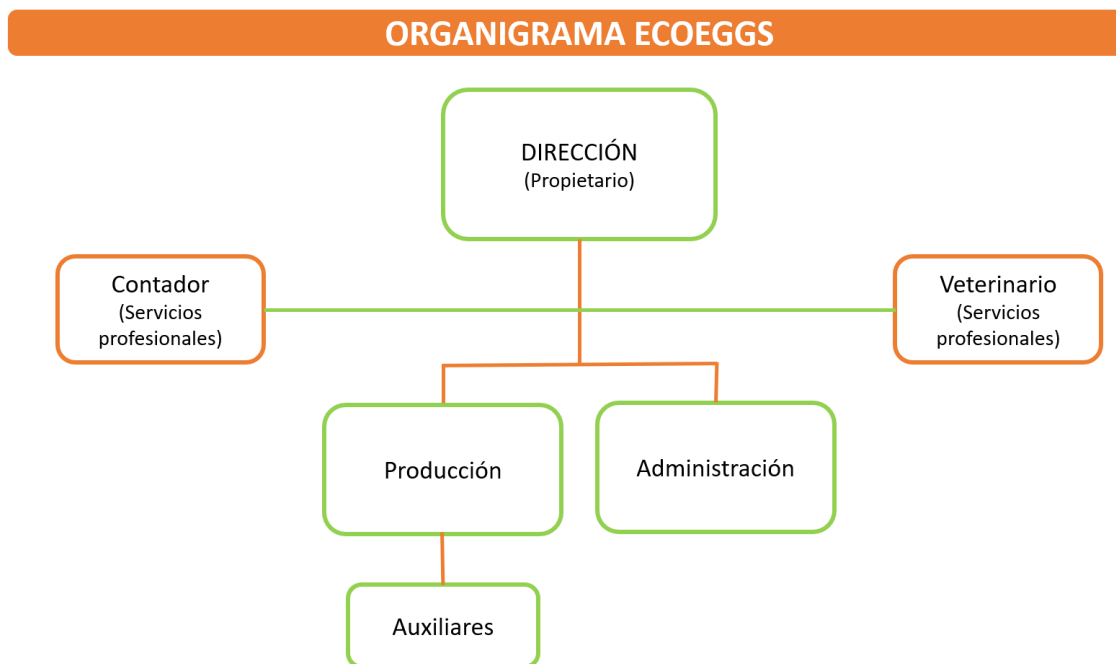 ORGANIGRAMA ECOEGGS
DIRECCIÓN
(Propietario)
Contador
(Servicios
profesionales)
Veterinario
(Servicios
profesionales)
Producción
Administración
Auxiliares